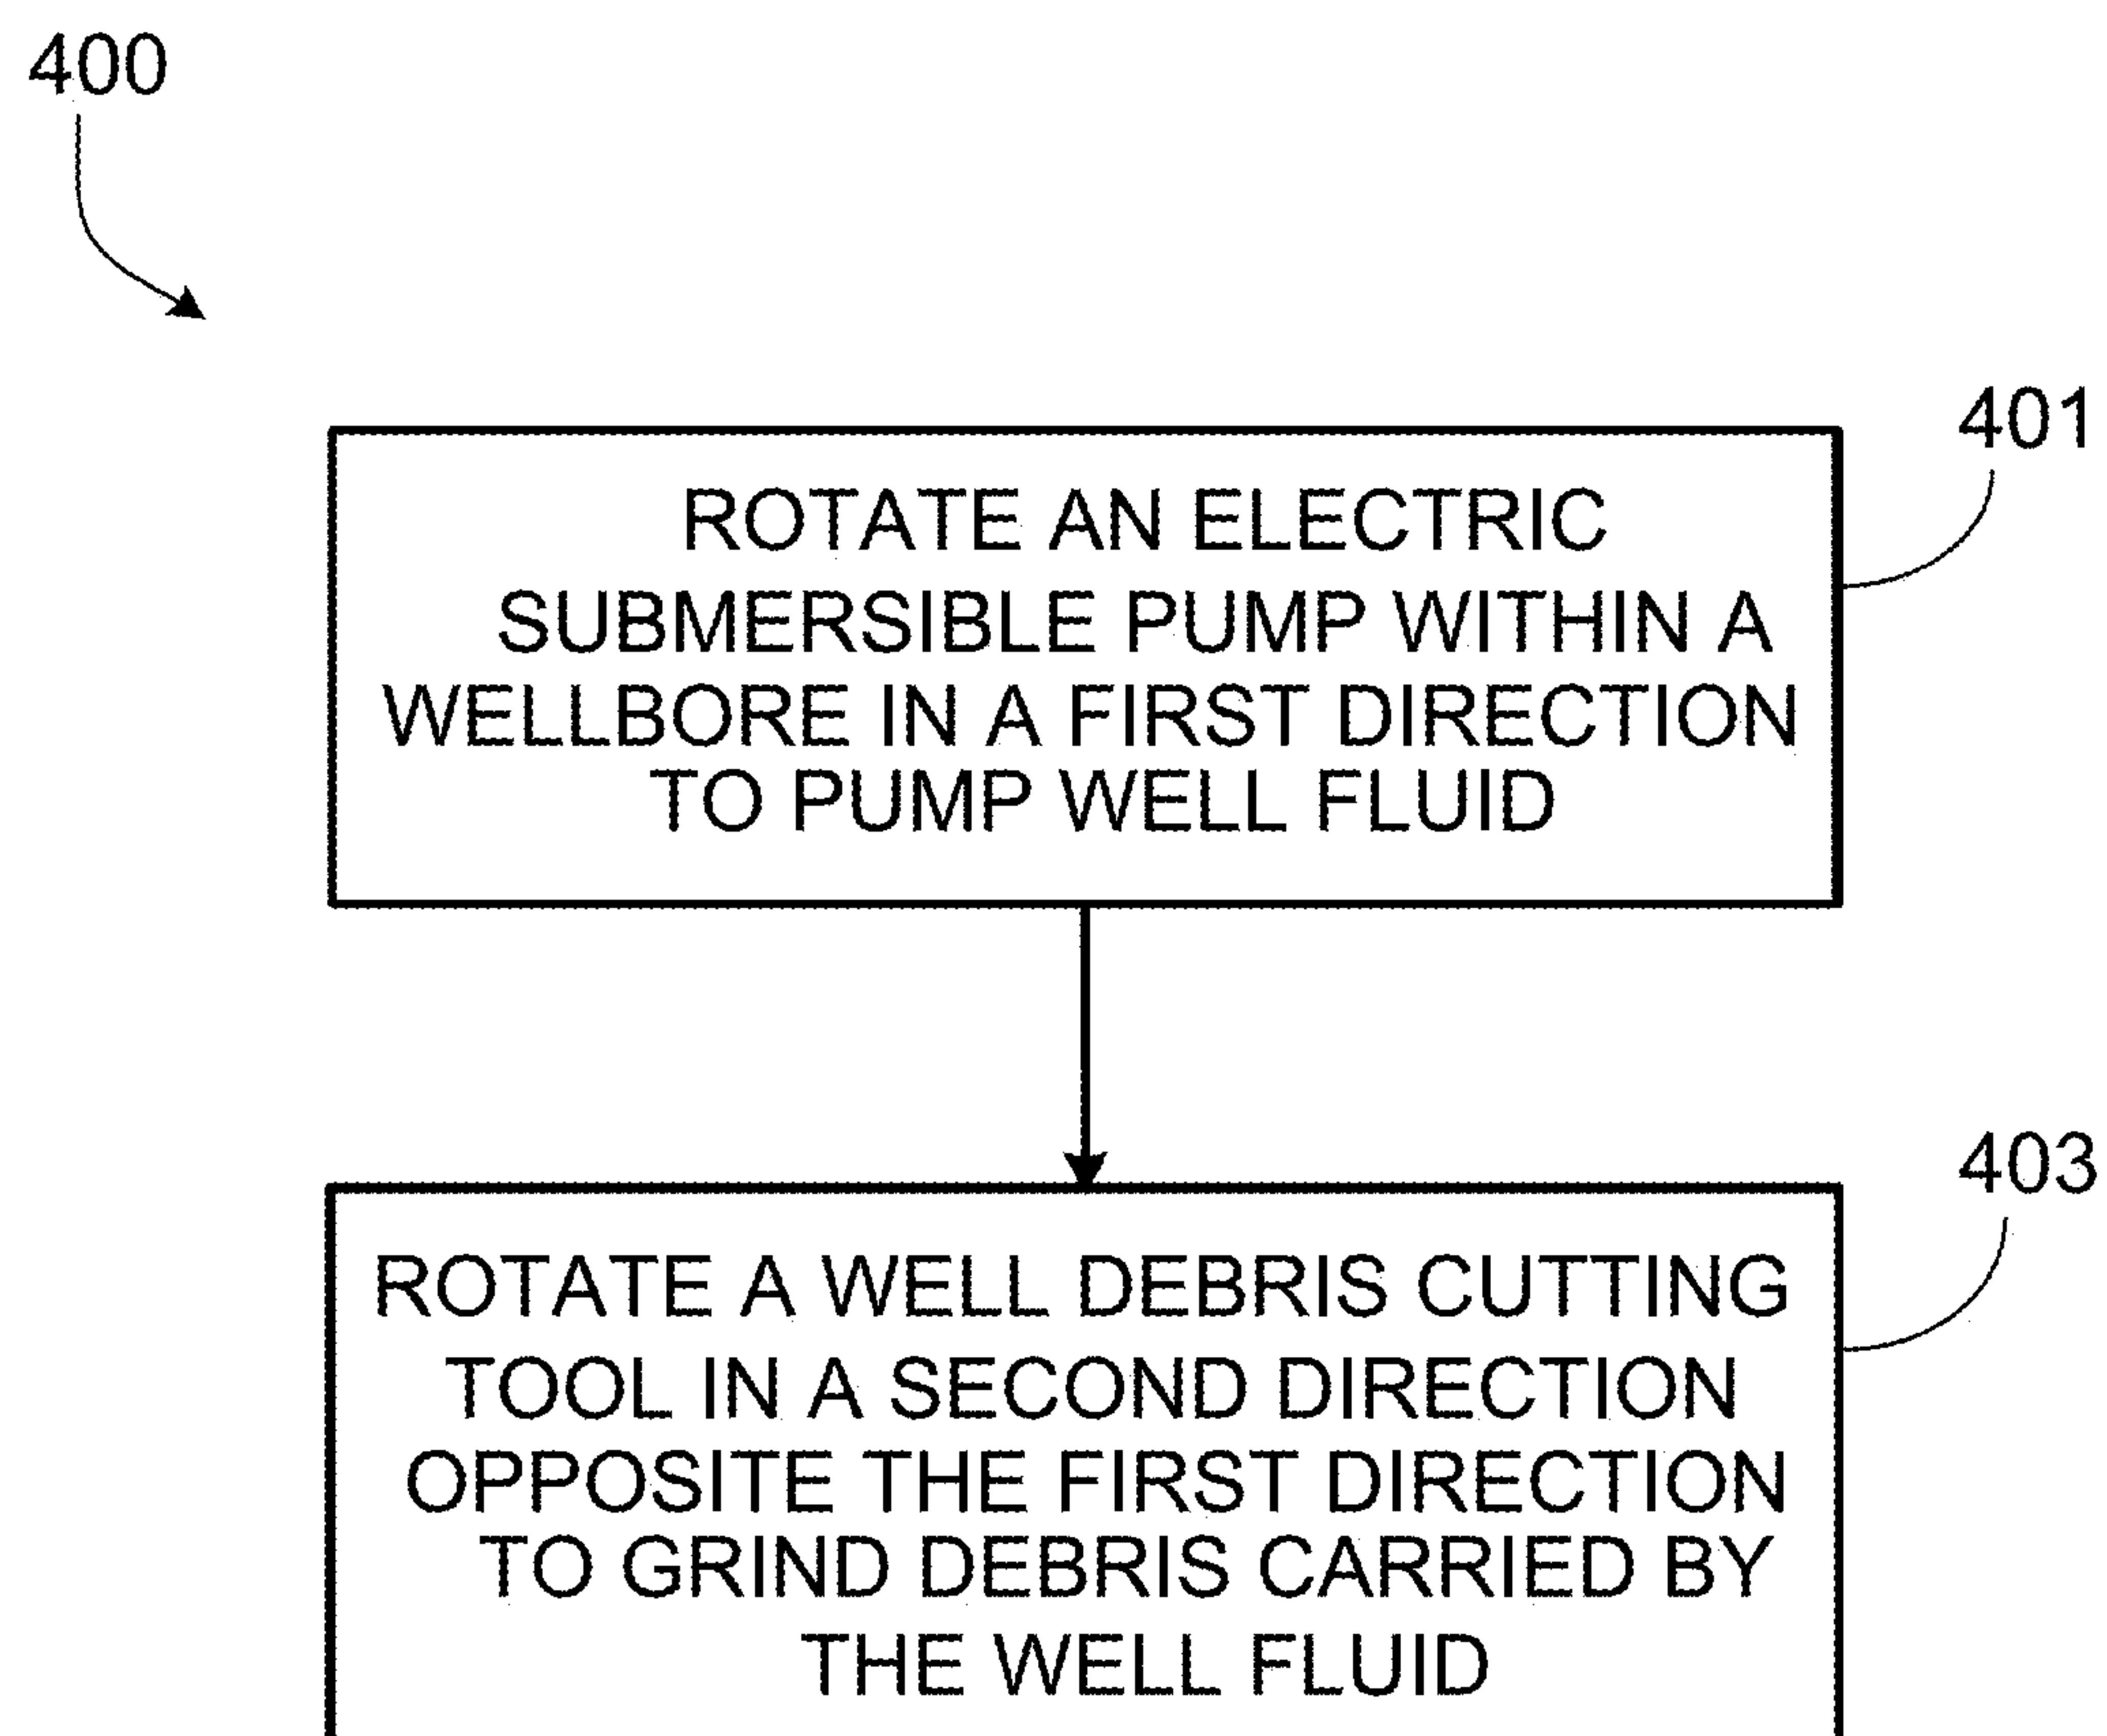 400
401
ROTATE AN ELECTRIC
SUBMERSIBLE PUMP WITHIN A
WELLBORE IN A FIRST DIRECTION
TO PUMP WELL FLUID
403
ROTATE A WELL DEBRIS CUTTING
TOOL IN A SECOND DIRECTION
OPPOSITE THE FIRST DIRECTION
TO GRIND DEBRIS CARRIED BY
THE WELL FLUID